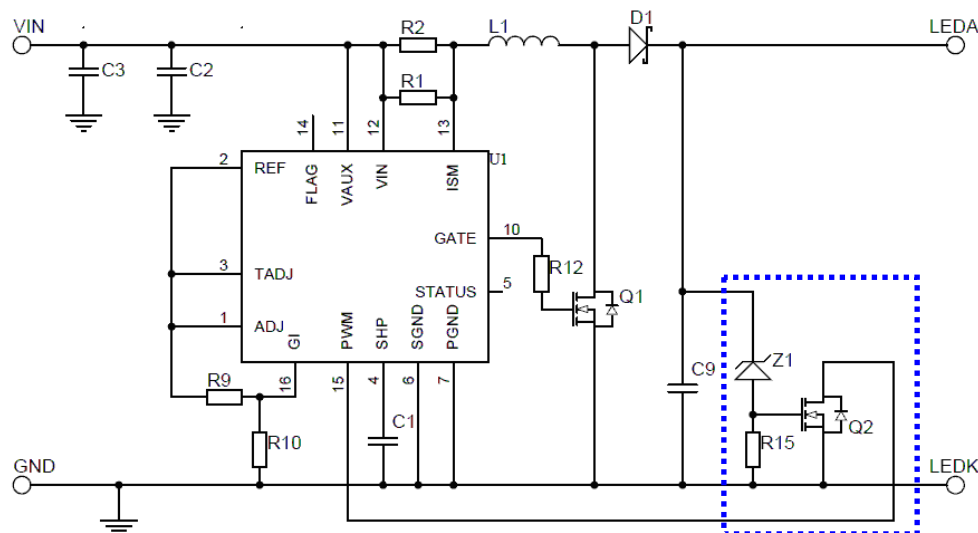 VIN
R2
L1
D1
LEDA
C3
C2
R1
14
11
12
13
U1
2
REF
FLAG
VAUX
VIN
ISM
GATE
10
R12
3
TADJ
STATUS
5
Q1
1
ADJ
GI
PWM
SHP
SGND
PGND
C9
Z1
R9
16
15
4
6
7
R10
C1
R15
Q2
GND
LEDK